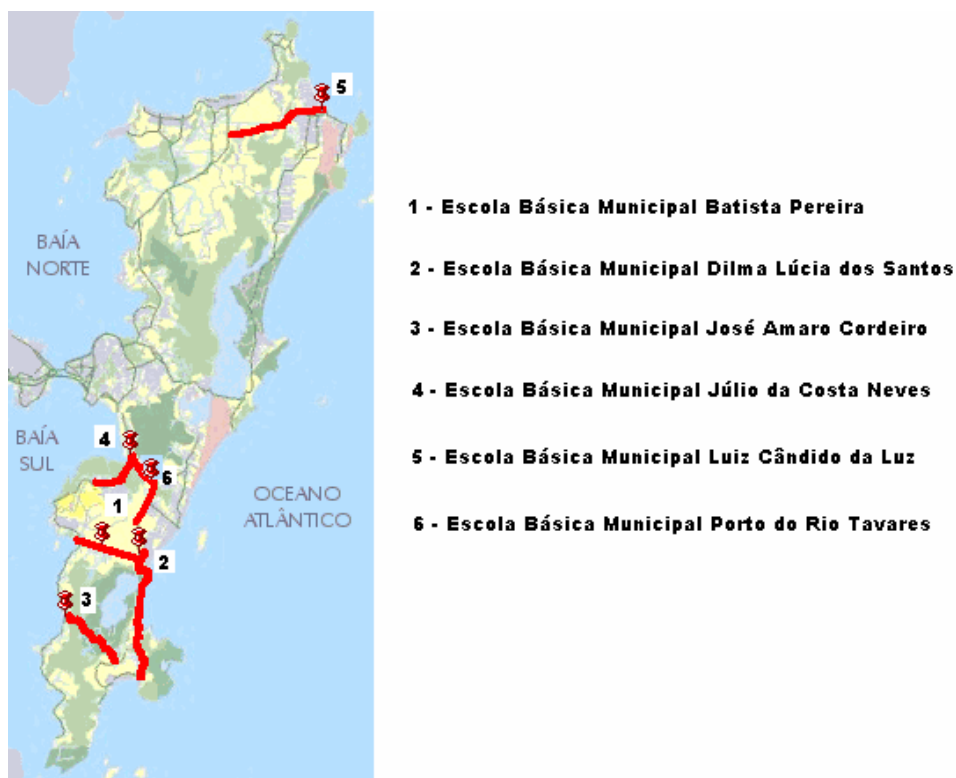 5
BAÍA
NORTE
4
BAÍA
SUL
6
1
OCEANO
ATLÂNTICO
2
3
1 - Escola Básica Municipal Batista Pereira
2 - Escola Básica Municipal Dilma Lúcia dos Santos
3 - Escola Básica Municipal José Amaro Cordeiro
4 - Escola Básica Municipal Júlio da Costa Neves
5 - Escola Básica Municipal Luiz Cândido da Luz
6 - Escola Básica Municipal Porto do Rio Tavares